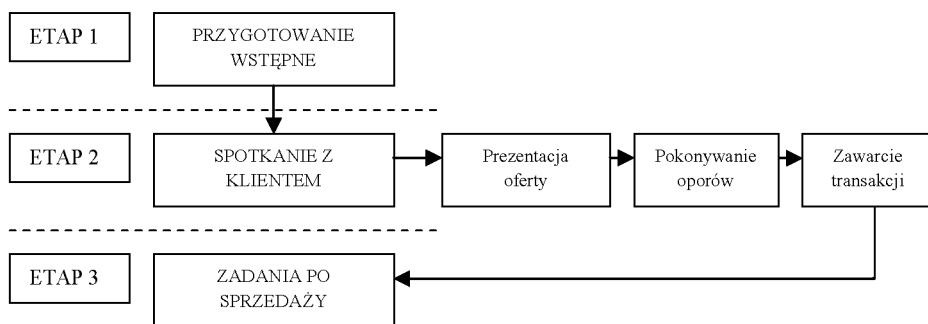 ETAP 1
PRZYGOTOWANIE
WSTĘPNE
ETAP 2
SPOTKANIE Z
KLIENTEM
Prezentacja
oferty
Pokonywanie
oporów
Zawarcie
transakcji
ETAP 3
ZADANIA PO
SPRZEDAŻY